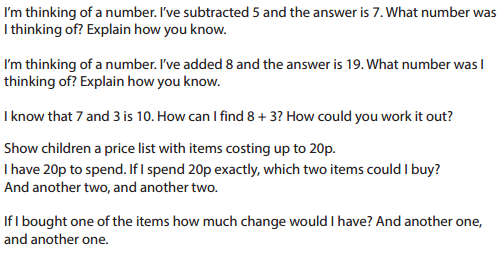 I'm thinking of a number. I've subtracted 5 and the answer is 7. What number was
I thinking of? Explain how you know.
I'm thinking of a number. I've added 8 and the answer is 19. What number was I
thinking of? Explain how you know.
I know that 7 and 3 is 10. How can I find 8 + 3? How could you work it out?
Show children a price list with items costing up to 20p.
I have 20p to spend. If I spend 20p exactly, which two items could I buy?
And another two, and another two.
If I bought one of the items how much change would I have? And another one,
and another one.